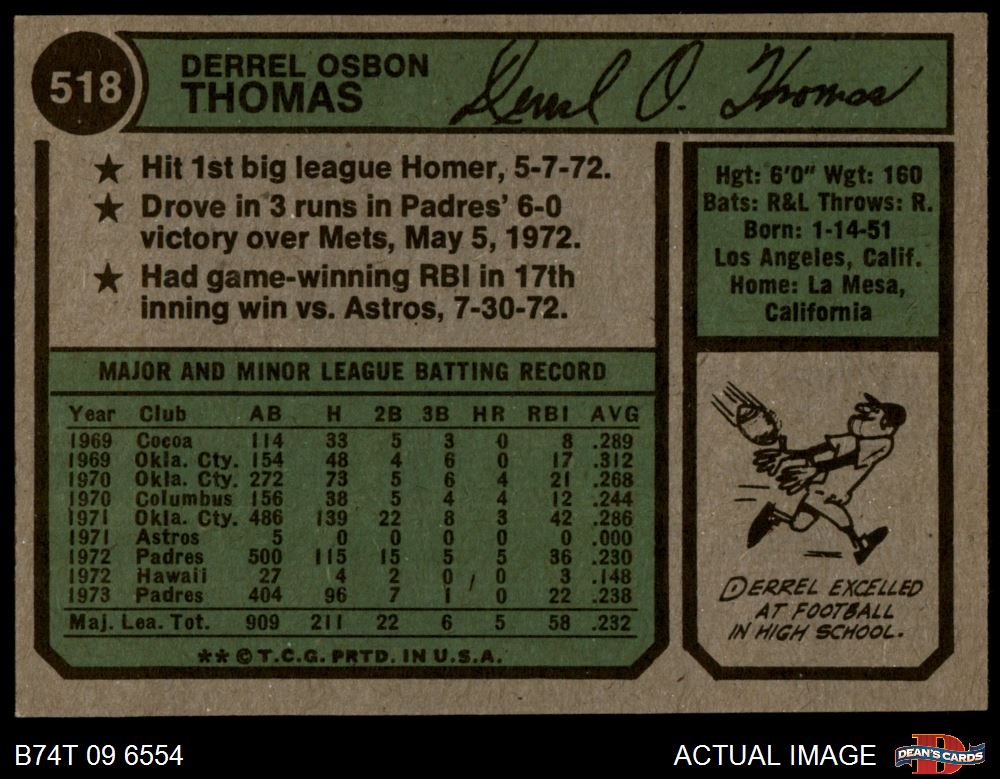 518
DERREL OSBON
THOMAS
Derrel O. Thomas
★ Hit 1st big league Homer, 5-7-72.
★ Drove in 3 runs in Padres' 6-0
victory over Mets, May 5, 1972.
★ Had game-winning RBI in 17th
inning win vs. Astros, 7-30-72.
Hgt: 6'0" Wgt: 160
Bats: R&L Throws: R.
Born: 1-14-51
Los Angeles, Calif.
Home: La Mesa,
California
MAJOR AND MINOR LEAGUE BATTING RECORD
Year Club AB H 2B 3B HR RBI AVG
1969 Cocoa 114 33 5 3 0 8 .289
1969 Okla. Cty. 154 48 4 6 0 17 .312
1970 Okla. Cty. 272 73 5 6 4 21 .268
1970 Columbus 156 38 5 4 4 12 .244
1971 Okla. Cty. 486 139 22 8 3 42 .286
1971 Astros 5 0 0 0 0 0 .000
1972 Padres 500 115 15 5 5 36 .230
1972 Hawaii 27 4 2 0 0 3 .148
1973 Padres 404 96 7 1 0 22 .238
Maj. Lea. Tot. 909 211 22 6 5 58 .232
**© T.C.G. PRTD. IN U.S.A.
DERREL EXCELLED
AT FOOTBALL
IN HIGH SCHOOL.
B74T 09 6554
ACTUAL IMAGE
DEAN'S CARDS